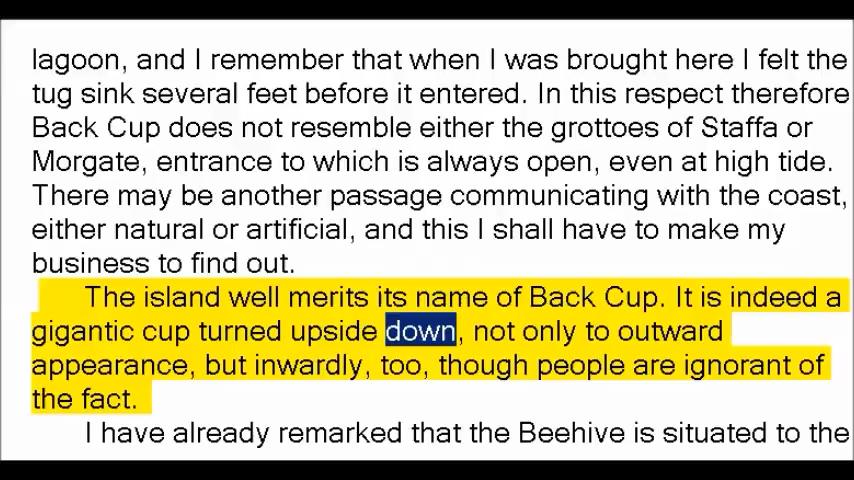 lagoon, and I remember that when I was brought here I felt the
tug sink several feet before it entered. In this respect therefore
Back Cup does not resemble either the grottoes of Staffa or
Morgate, entrance to which is always open, even at high tide.
There may be another passage communicating with the coast,
either natural or artificial, and this I shall have to make my
business to find out.
The island well merits its name of Back Cup. It is indeed a
gigantic cup turned upside down, not only to outward
appearance, but inwardly, too, though people are ignorant of
the fact.
I have already remarked that the Beehive is situated to the